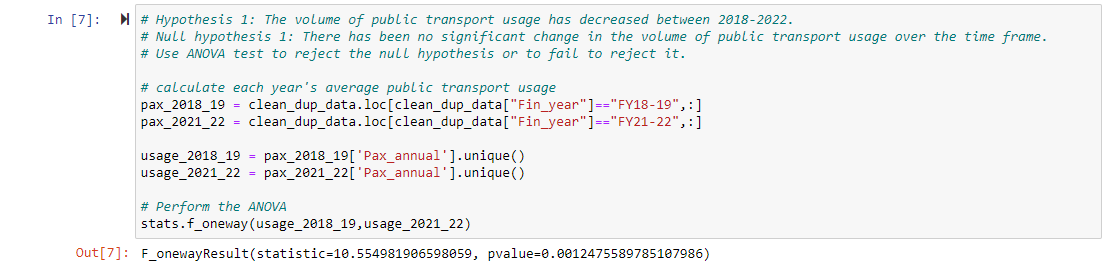 In [7]:
# Hypothesis 1: The volume of public transport usage has decreased between 2018-2022.
# Null hypothesis 1: There has been no significant change in the volume of public transport usage over the time frame.
# Use ANOVA test to reject the null hypothesis or to fail to reject it.
# calculate each year's average public transport usage
pax_2018_19 = clean_dup_data.loc[clean_dup_data["Fin_year"]=="FY18-19",:]
pax_2021_22 = clean_dup_data.loc[clean_dup_data["Fin_year"]=="FY21-22",:]
usage_2018_19 = pax_2018_19['Pax_annual'].unique()
usage_2021_22 = pax_2021_22['Pax_annual'].unique()
# Perform the ANOVA
stats.f_oneway(usage_2018_19,usage_2021_22)
Out[7]: F_onewayResult(statistic=10.554981906598059, pvalue=0.0012475589785107986)